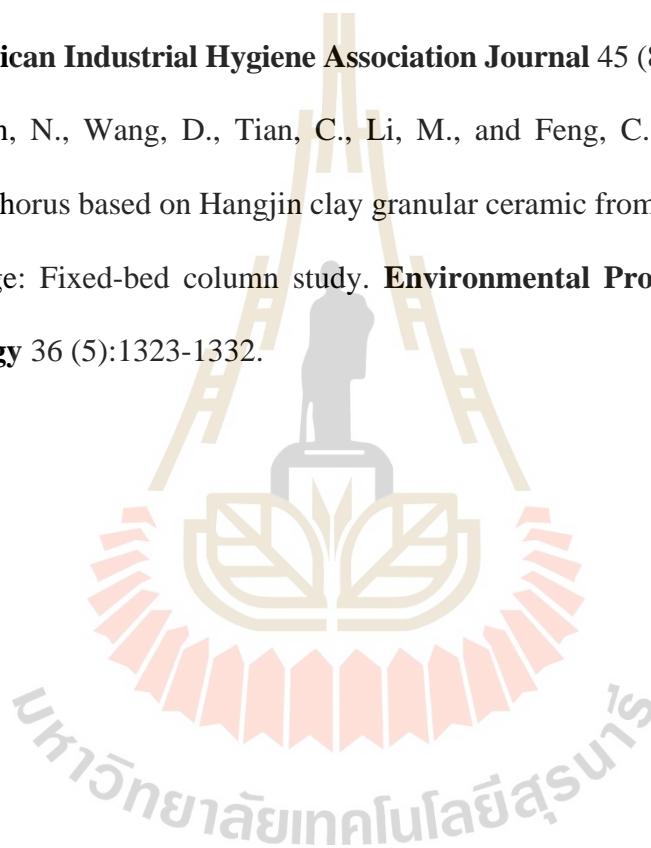 ican Industrial Hygiene Association Journal 45 (8
n, N., Wang, D., Tian, C., Li, M., and Feng, C.
horus based on Hangjin clay granular ceramic from
ge: Fixed-bed column study. Environmental Pro
gy 36 (5):1323-1332.
มหาวิทยาลัยเทคโนโลยีสุรนารี